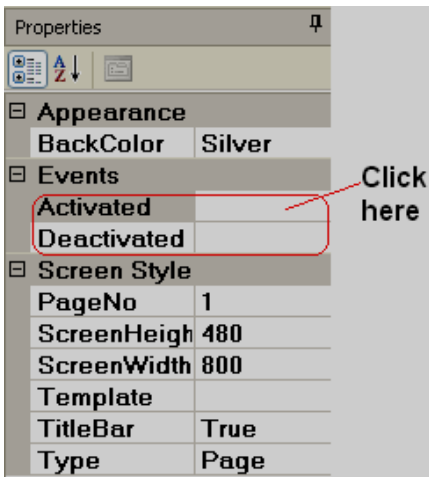 Properties
A
Z
Appearance
BackColor Silver
Events
Activated
Deactivated
Click
here
Screen Style
PageNo 1
ScreenHeigh 480
ScreenWidth 800
Template
TitleBar True
Type Page